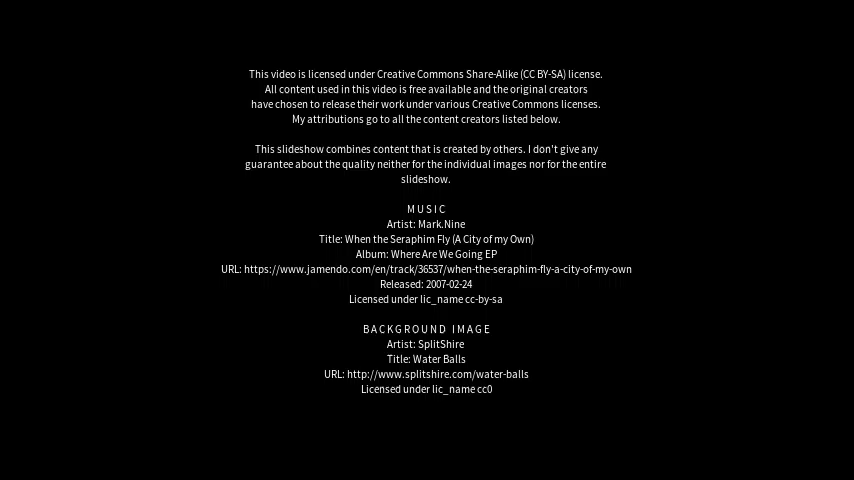 This video is licensed under Creative Commons Share-Alike (CC BY-SA) license.
All content used in this video is free available and the original creators
have chosen to release their work under various Creative Commons licenses.
My attributions go to all the content creators listed below.
This slideshow combines content that is created by others. I don't give any
guarantee about the quality neither for the individual images nor for the entire
slideshow.
MUSIC
Artist: Mark.Nine
Title: When the Seraphim Fly (A City of my Own)
Album: Where Are We Going EP
URL: https://www.jamendo.com/en/track/36537/when-the-seraphim-fly-a-city-of-my-own
Released: 2007-02-24
Licensed under lic_name cc-by-sa
BACKGROUND IMAGE
Artist: SplitShire
Title: Water Balls
URL: http://www.splitshire.com/water-balls
Licensed under lic_name cc0